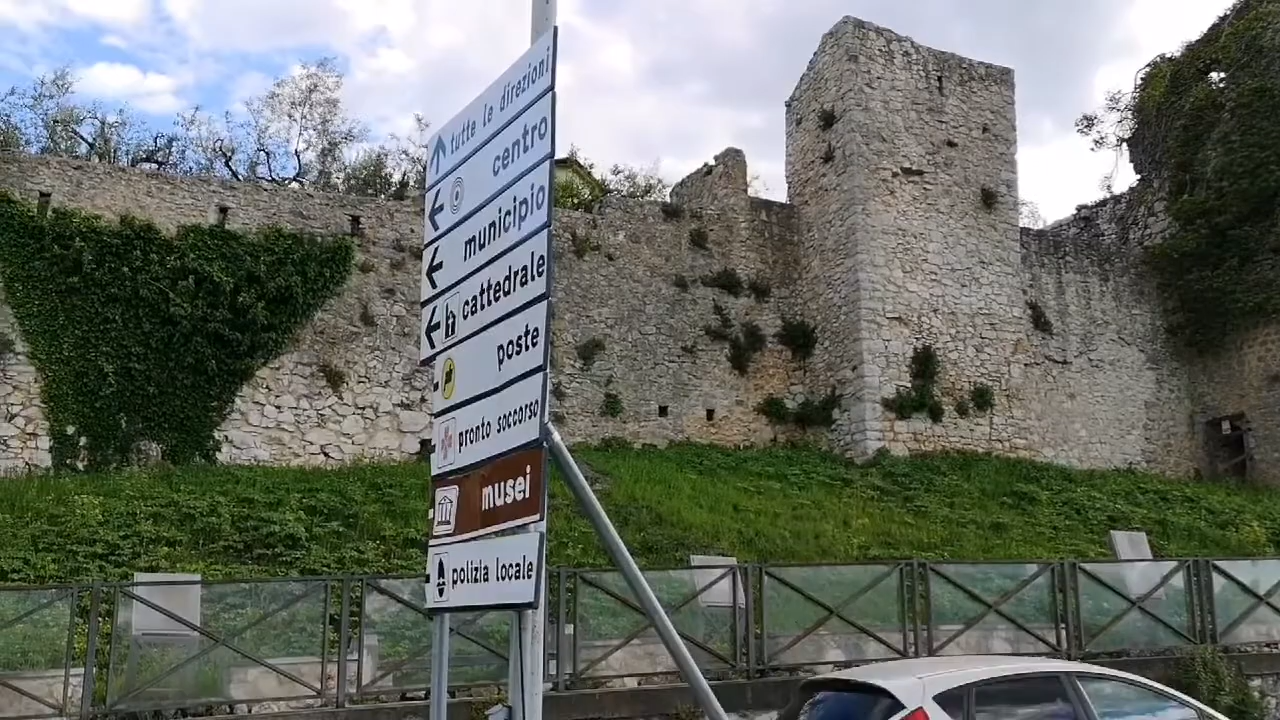 tutte le direzioni
centro
municipio
cattedrale
poste
pronto soccorso
musei
polizia locale